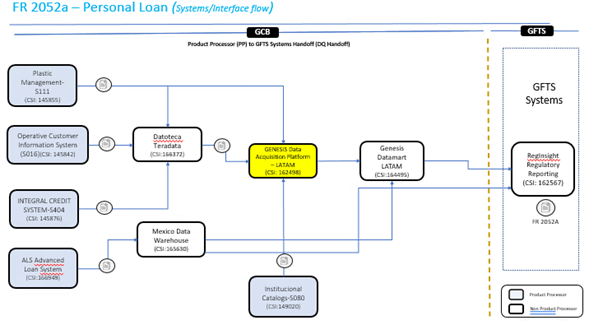 FR 2052a – Personal Loan (Systems/Interface flow)
GCB
GFTS
Product Processor (PP) to GFTS Systems Handoff (DQ Handoff)
Plastic
Management-
S111
(CSI: 145855)
Operative Customer
Information System
(S016)(CSI: 145842)
INTEGRAL CREDIT
SYSTEM-S404
(CSI: 145876)
ALS Advanced
Loan System
(CSI:166949)
Datoteca
Teradata
(CSI:166372)
Mexico Data
Warehouse
(CSI:165630)
GENESIS Data
Acquisition Platform
– LATAM
(CSI: 162498)
Institucional
Catalogs-S080
(CSI:149020)
Genesis
Datamart
LATAM
(CSI:164495)
GFTS
Systems
RegInsight
Regulatory
Reporting
(CSI: 162567)
FR 2052A
Product Processor
Non Product Processor